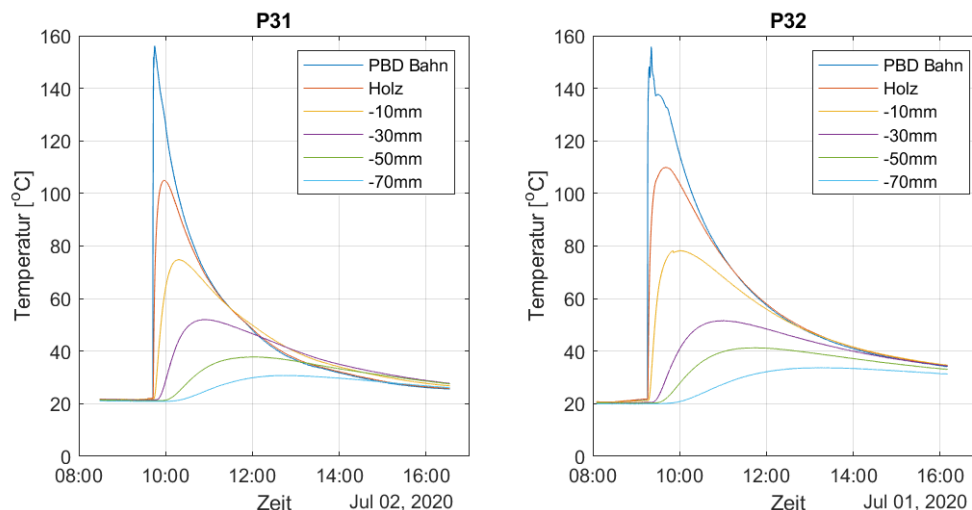 P31
160
140
120
100
80
60
40
20
0
Temperatur [°C]
PBD Bahn
Holz
-10mm
-30mm
-50mm
-70mm
08:00
10:00
12:00
14:00
16:00
Zeit
Jul 02, 2020
P32
160
140
120
100
80
60
40
20
0
Temperatur [°C]
PBD Bahn
Holz
-10mm
-30mm
-50mm
-70mm
08:00
10:00
12:00
14:00
16:00
Zeit
Jul 01, 2020